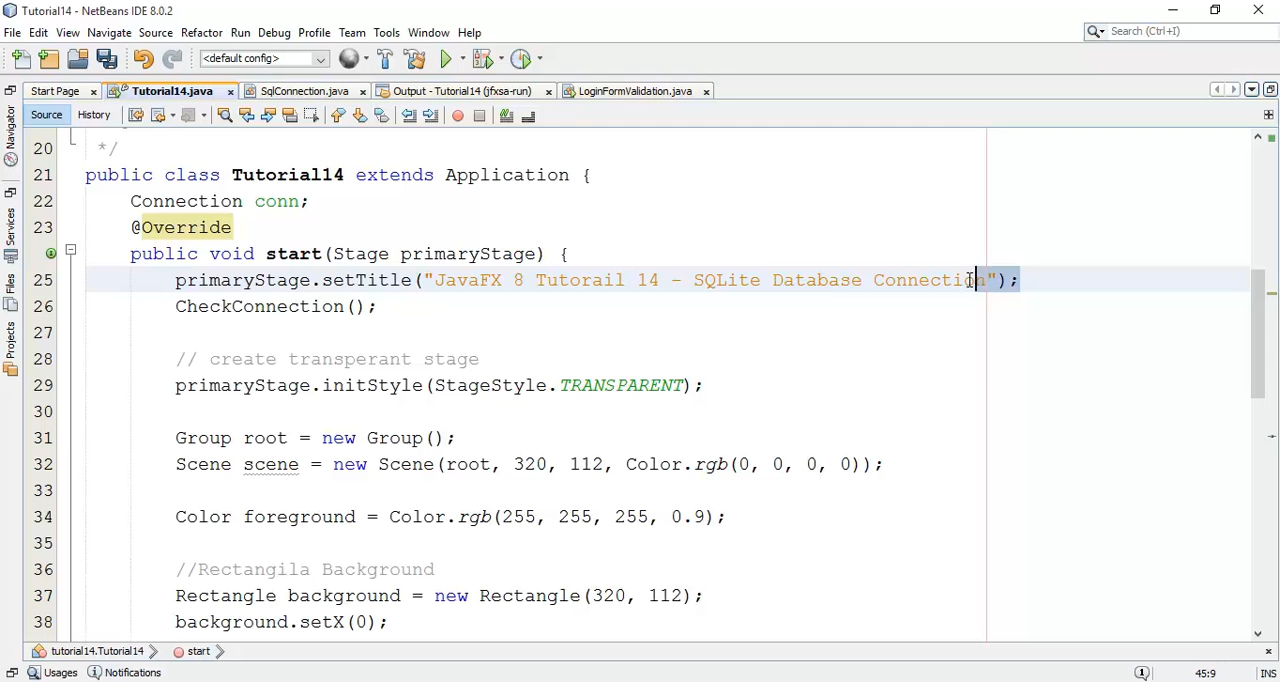 Tutorial14 - NetBeans IDE 8.0.2
File Edit View Navigate Source Refactor Run Debug Profile Team Tools Window Help
Search (Ctrl+I)
<default config>
Start Page Tutorial14.java SqlConnection.java Output - Tutorial14 (jfxsa-run) LoginFormValidation.java
Source History
Navigator
Services
Files
Projects
20 */
21 public class Tutorial14 extends Application {
22 Connection conn;
23 @Override
public void start(Stage primaryStage) {
25 primaryStage.setTitle("JavaFX 8 Tutorail 14 - SQLite Database Connection");
26 CheckConnection();
27
28 // create transperant stage
29 primaryStage.initStyle(StageStyle.TRANSPARENT);
30
31 Group root = new Group();
32 Scene scene = new Scene(root, 320, 112, Color.rgb(0, 0, 0, 0));
33
34 Color foreground = Color.rgb(255, 255, 255, 0.9);
35
36 //Rectangila Background
37 Rectangle background = new Rectangle(320, 112);
38 background.setX(0);
tutorial14.Tutorial14 start
Usages Notifications 1 45:9 INS